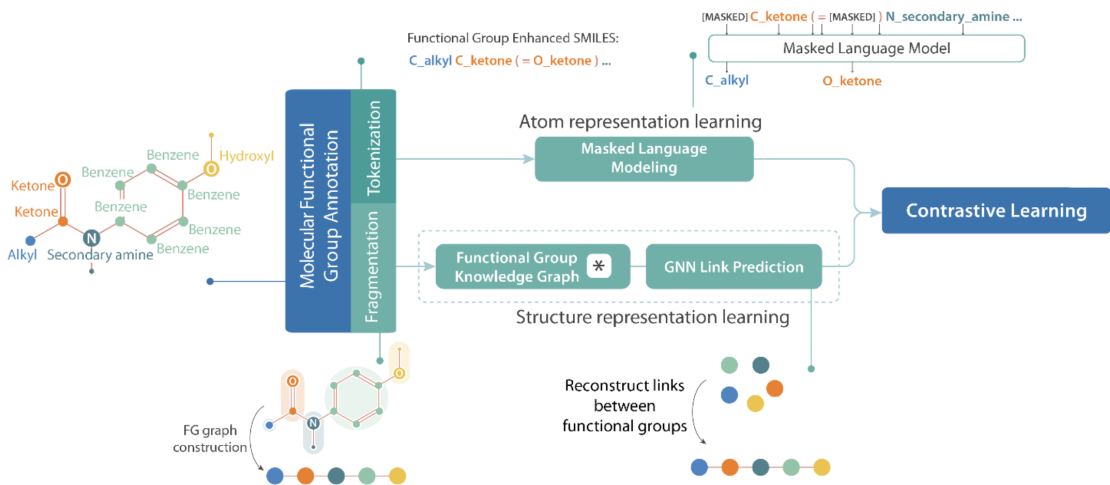 [MASKED] C_ketone ( = [MASKED] ) N_secondary_amine ...
Masked Language Model
C_alkyl
O_ketone
Functional Group Enhanced SMILES:
C_alkyl C_ketone ( = O_ketone ) ...
Atom representation learning
Masked Language
Modeling
Molecular Functional
Group Annotation
Tokenization
Fragmentation
Benzene
O
Hydroxyl
Benzene
Benzene
O
Ketone
Benzene
Ketone
Benzene
Benzene
N
Alkyl
Secondary amine
Contrastive Learning
Functional Group
Knowledge Graph
*
GNN Link Prediction
Structure representation learning
O
O
N
FG graph
construction
Reconstruct links
between
functional groups